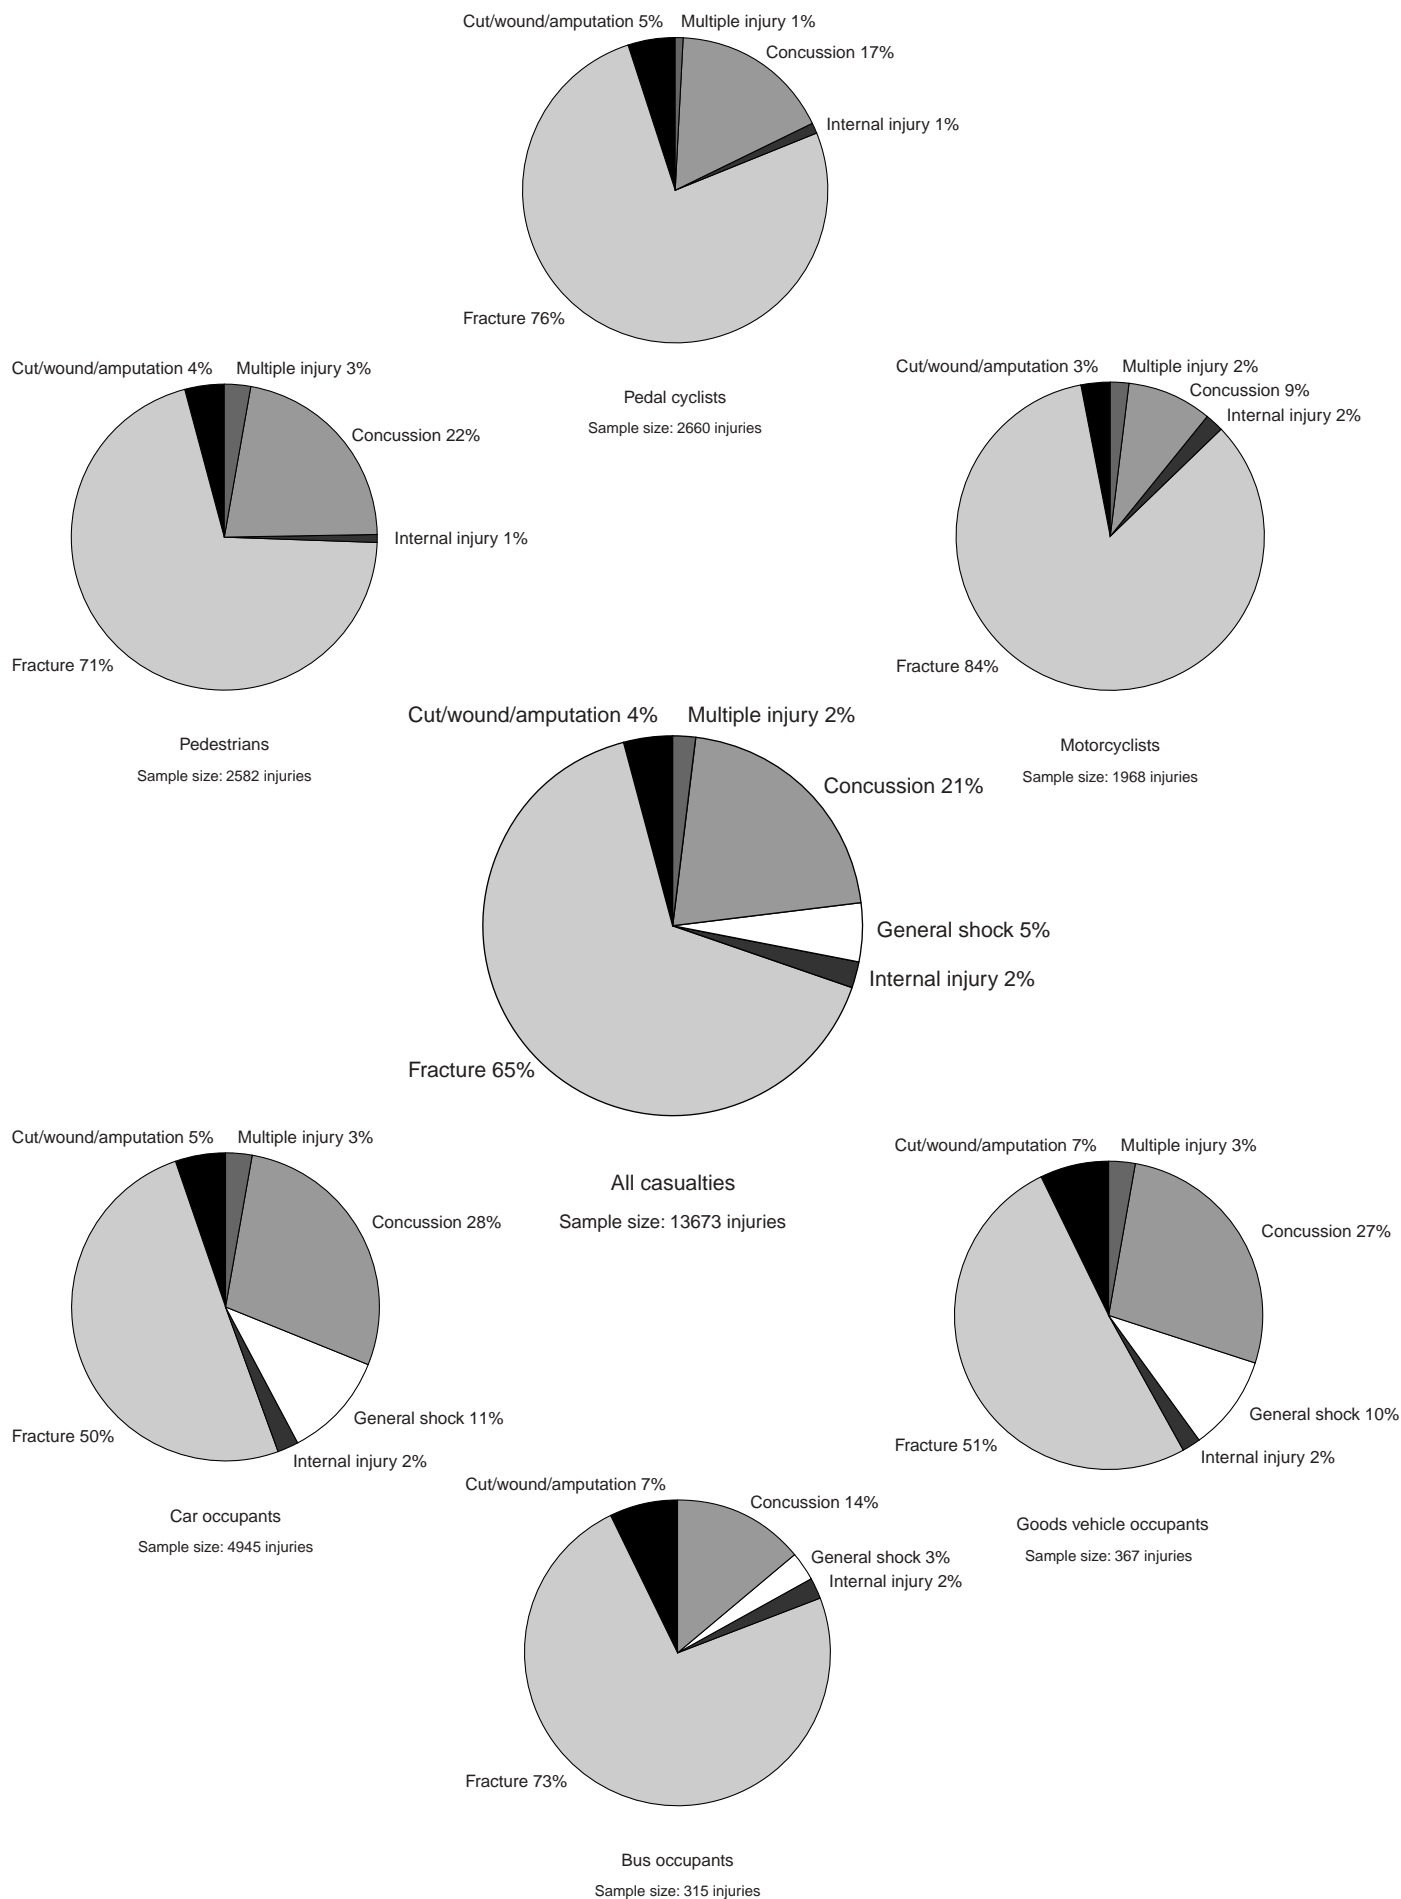 Cut/wound/amputation 5%
Multiple injury 1%
Concussion 17%
Internal injury 1%
Fracture 76%
Pedal cyclists
Sample size: 2660 injuries
Cut/wound/amputation 4%
Multiple injury 3%
Concussion 22%
Internal injury 1%
Fracture 71%
Pedestrians
Sample size: 2582 injuries
Cut/wound/amputation 3%
Multiple injury 2%
Concussion 9%
Internal injury 2%
Fracture 84%
Motorcyclists
Sample size: 1968 injuries
Cut/wound/amputation 4%
Multiple injury 2%
Concussion 21%
General shock 5%
Internal injury 2%
Fracture 65%
All casualties
Sample size: 13673 injuries
Cut/wound/amputation 5%
Multiple injury 3%
Concussion 28%
General shock 11%
Internal injury 2%
Fracture 50%
Car occupants
Sample size: 4945 injuries
Cut/wound/amputation 7%
Multiple injury 3%
Concussion 27%
General shock 10%
Internal injury 2%
Fracture 51%
Goods vehicle occupants
Sample size: 367 injuries
Cut/wound/amputation 7%
Concussion 14%
General shock 3%
Internal injury 2%
Fracture 73%
Bus occupants
Sample size: 315 injuries